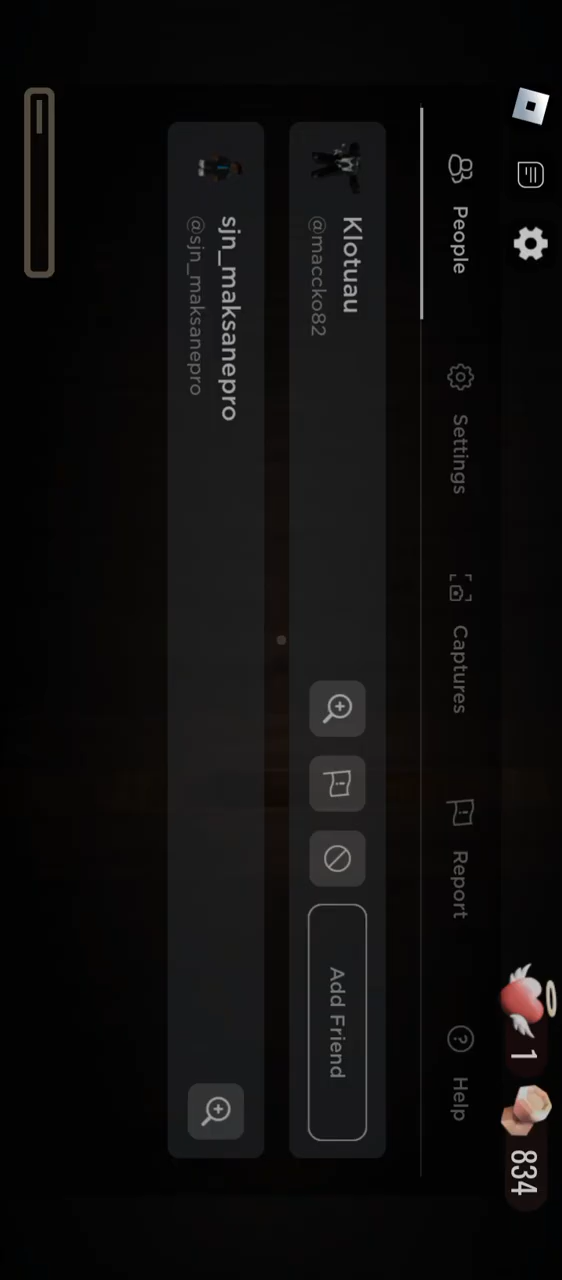 People
Settings
Captures
Report
Help
1
834
Klotuau
@maccko82
Add Friend
sjn_maksanepro
@sjn_maksanepro